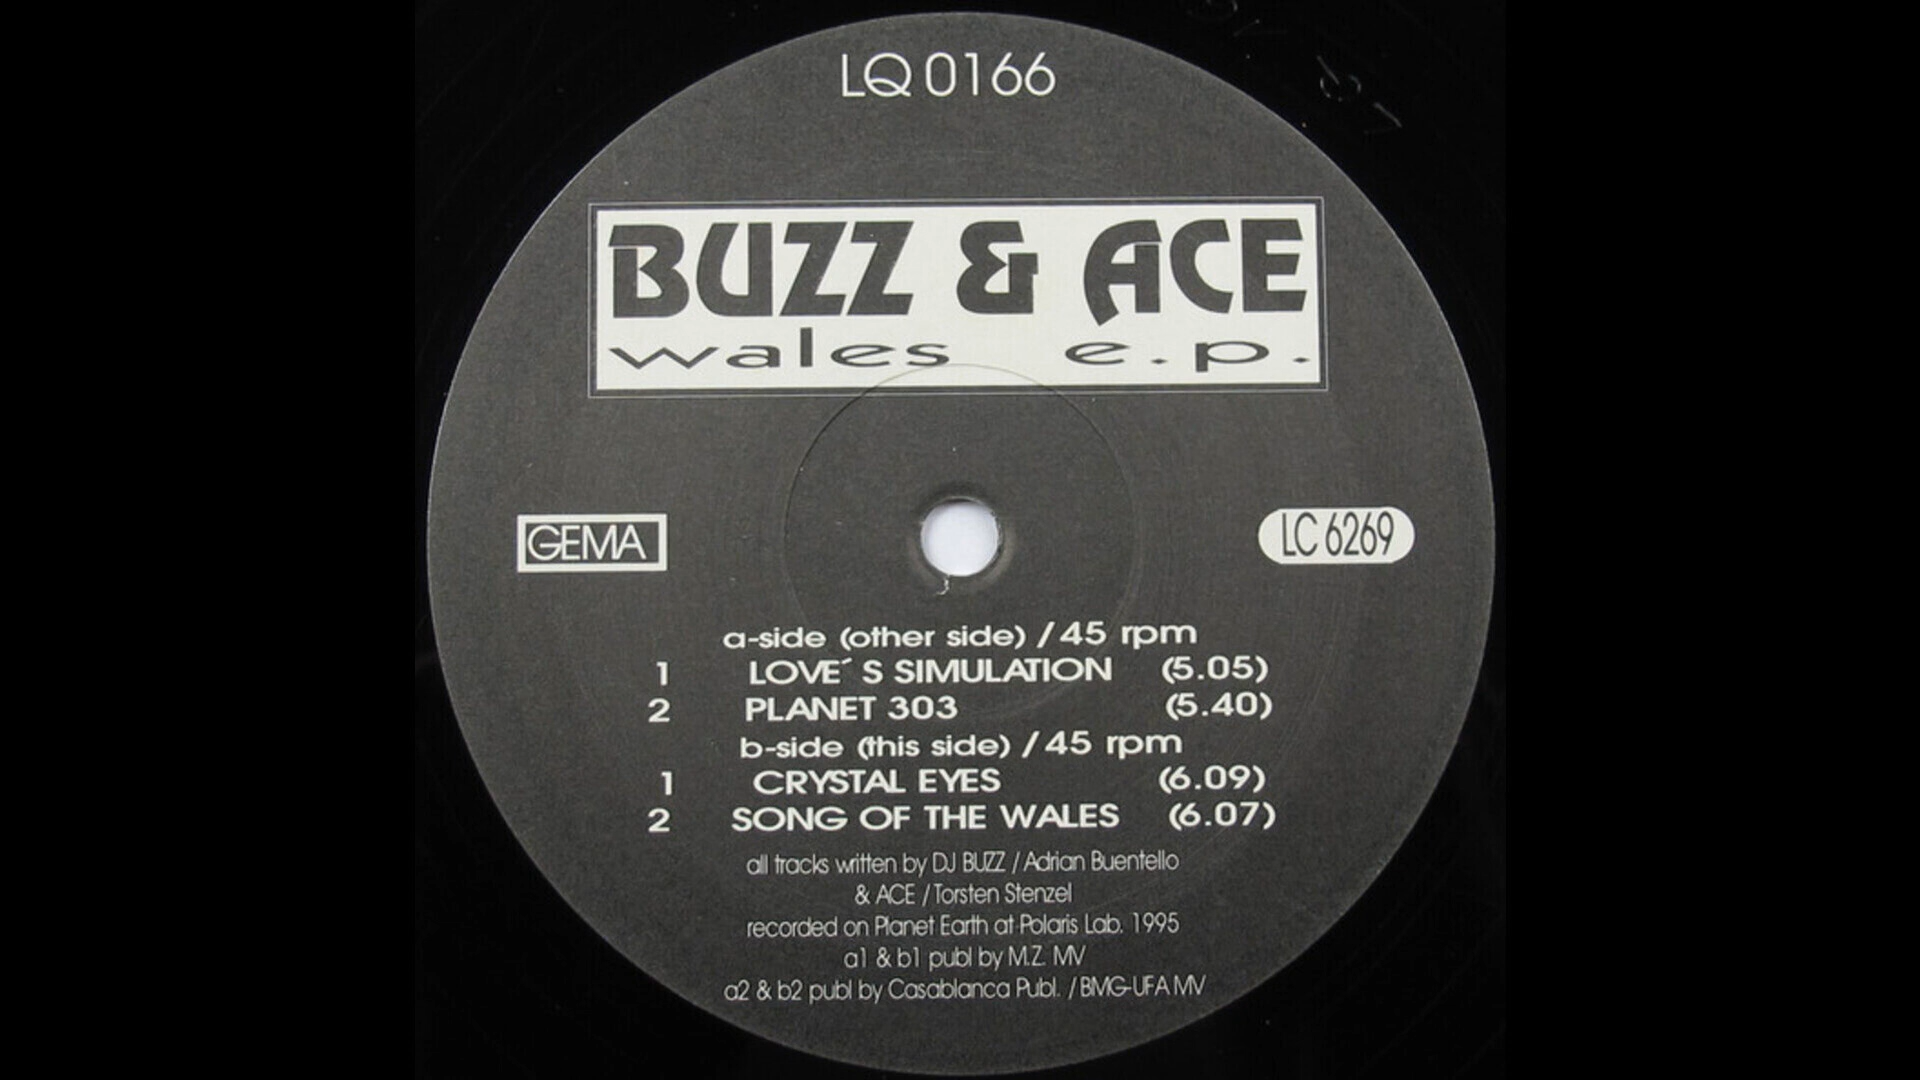 LQ 0166
BUZZ & ACE
wales e.p.
GEMA
LC 6269
a-side (other side) / 45 rpm
1 LOVE´S SIMULATION (5.05)
2 PLANET 303 (5.40)
b-side (this side) / 45 rpm
1 CRYSTAL EYES (6.09)
2 SONG OF THE WALES (6.07)
all tracks written by DJ BUZZ / Adrian Buentello
& ACE / Torsten Stenzel
recorded on Planet Earth at Polaris Lab. 1995
a1 & b1 publ by M.Z. MV
a2 & b2 publ by Casablanca Publ. / BMG-UFA MV